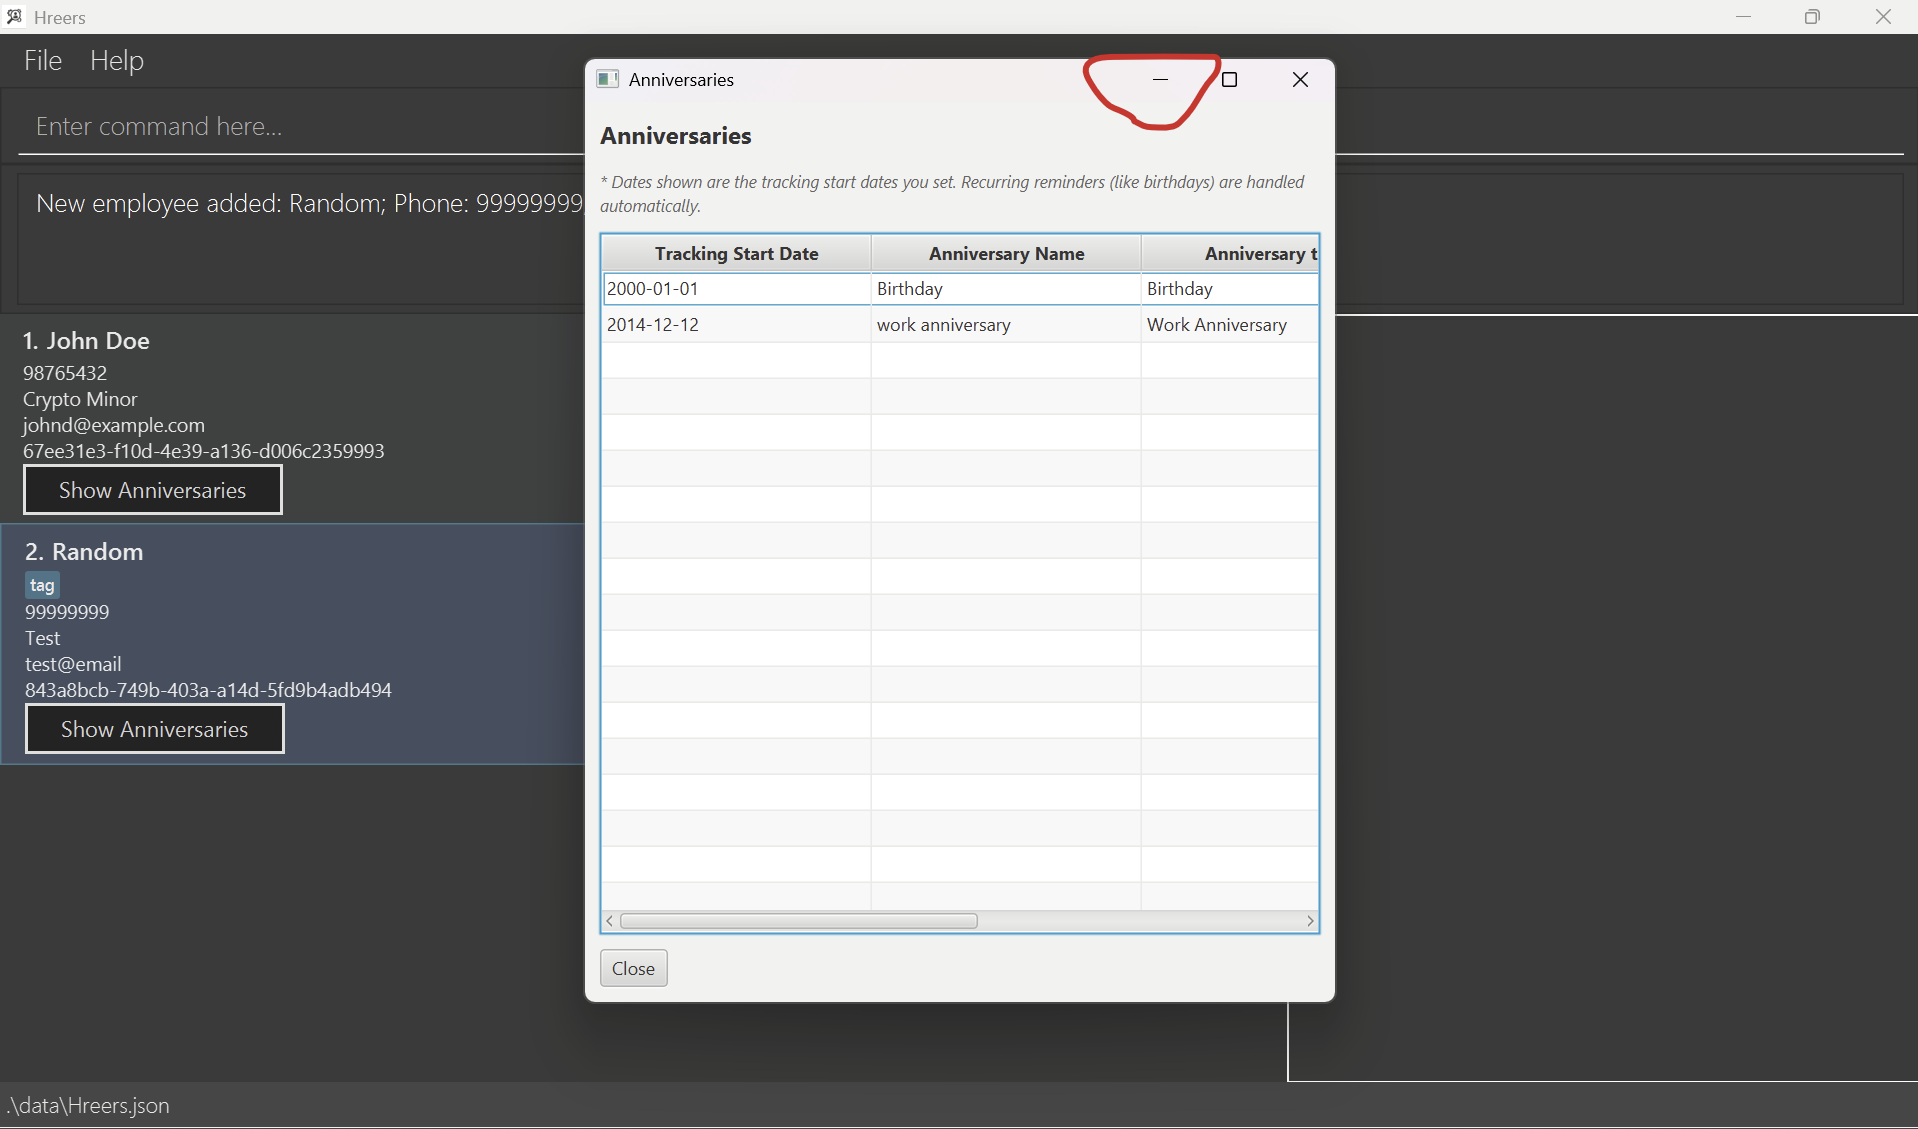 Hreers
File Help
Enter command here...
New employee added: Random; Phone: 99999999
1. John Doe
98765432
Crypto Minor
johnd@example.com
67ee31e3-f10d-4e39-a136-d006c2359993
Show Anniversaries
2. Random
tag
99999999
Test
test@email
843a8bcb-749b-403a-a14d-5fd9b4adb494
Show Anniversaries
Anniversaries
Anniversaries
* Dates shown are the tracking start dates you set. Recurring reminders (like birthdays) are handled
automatically.
Tracking Start Date Anniversary Name Anniversary t
2000-01-01 Birthday Birthday
2014-12-12 work anniversary Work Anniversary
Close
.\data\Hreers.json